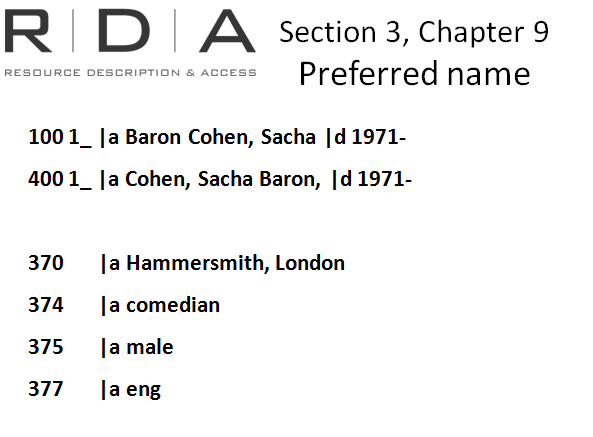 R | D | A
RESOURCE DESCRIPTION & ACCESS
Section 3, Chapter 9
Preferred name
100 1_ |a Baron Cohen, Sacha |d 1971-
400 1_ |a Cohen, Sacha Baron, |d 1971-
370 |a Hammersmith, London
374 |a comedian
375 |a male
377 |a eng